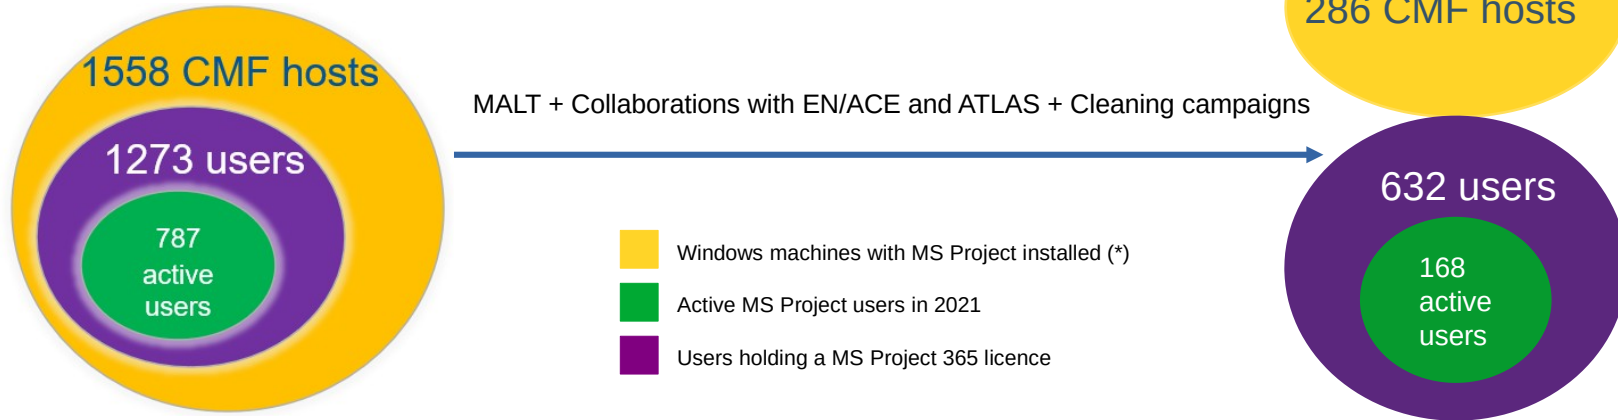 1558 CMF hosts
1273 users
787
active
users
MALT + Collaborations with EN/ACE and ATLAS + Cleaning campaigns
Windows machines with MS Project installed (*)
Active MS Project users in 2021
Users holding a MS Project 365 licence
286 CMF hosts
632 users
168
active
users